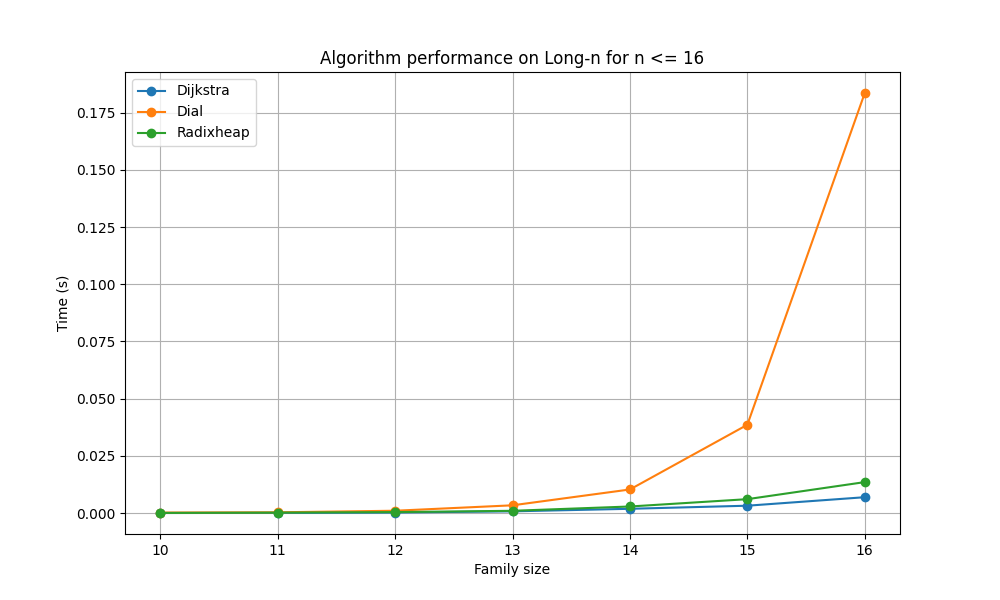 Algorithm performance on Long-n for n <= 16
Dijkstra
Dial
Radixheap
0.175
0.150
0.125
0.100
0.075
0.050
0.025
0.000
Time (s)
10 11 12 13 14 15 16
Family size